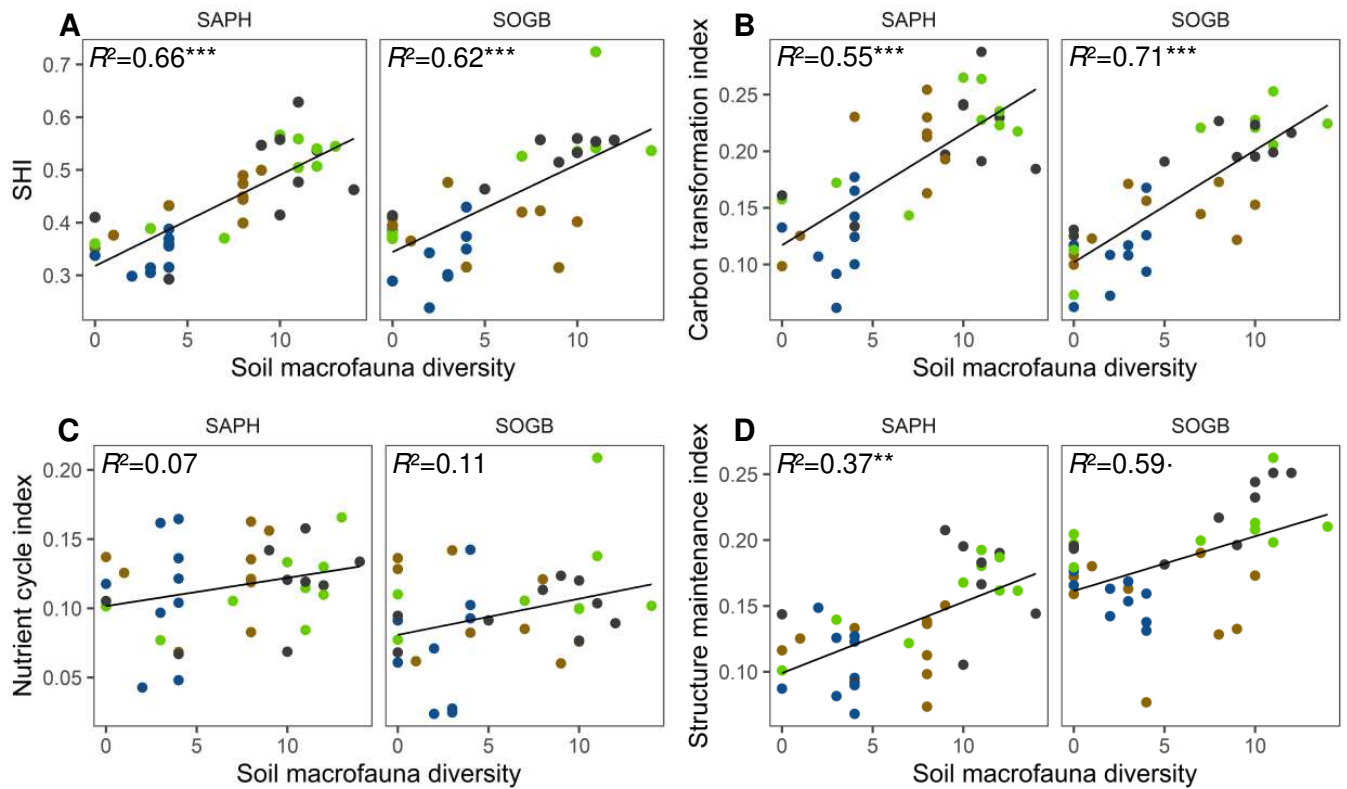 A
SAPH
SOGB
R²=0.66***
R²=0.62***
SHI
0.7
0.6
0.5
0.4
0.3
0
5
10
0
5
10
Soil macrofauna diversity
B
SAPH
SOGB
R²=0.55***
R²=0.71***
Carbon transformation index
0.25
0.20
0.15
0.10
0
5
10
0
5
10
Soil macrofauna diversity
C
SAPH
SOGB
R²=0.07
R²=0.11
Nutrient cycle index
0.20
0.15
0.10
0.05
0
5
10
0
5
10
Soil macrofauna diversity
D
SAPH
SOGB
R²=0.37**
R²=0.59·
Structure maintenance index
0.25
0.20
0.15
0.10
0
5
10
0
5
10
Soil macrofauna diversity